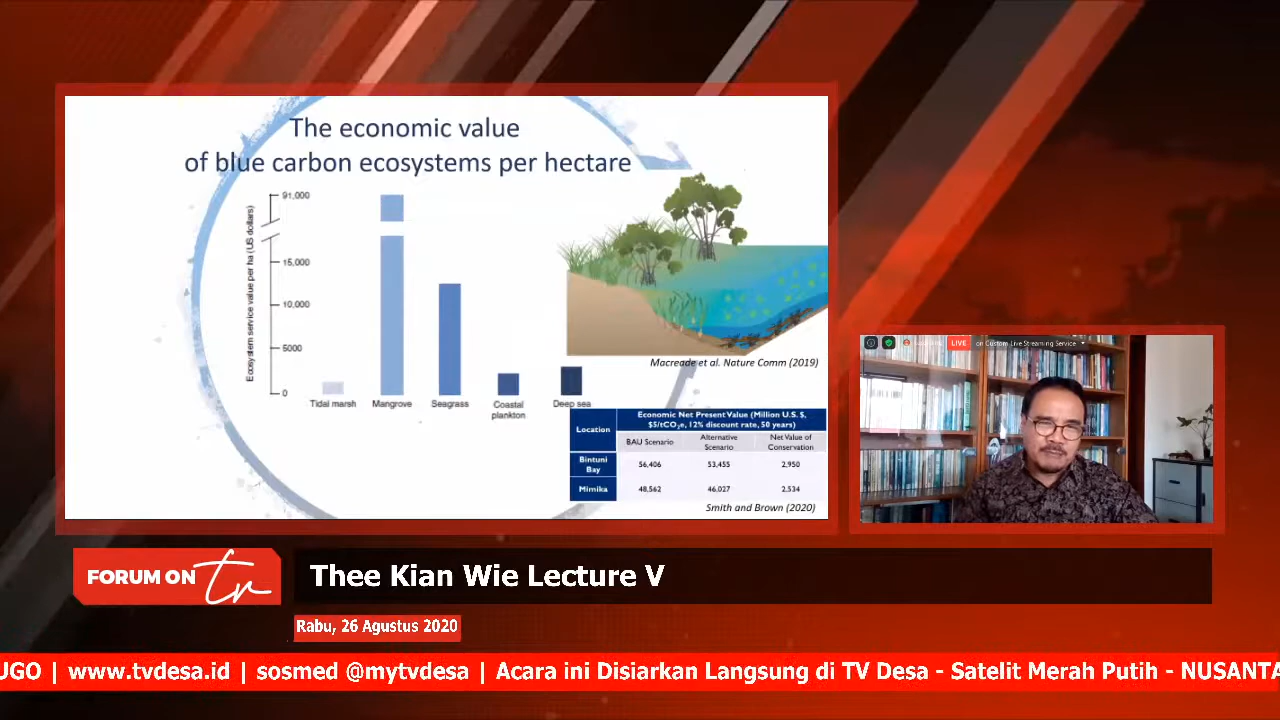 The economic value
of blue carbon ecosystems per hectare
Ecosystem service value per ha (US dollars)
91,000
15,000
10,000
5000
0
Tidal marsh
Mangrove
Seagrass
Coastal
plankton
Deep sea
Macreade et al. Nature Comm (2019)
Location
Economic Net Present Value (Million U.S. $,
$5/tCO2e, 12% discount rate, 50 years)
BAU Scenario
Alternative
Scenario
Net Value of
Conservation
Bintuni
Bay
56,406
53,455
2,950
Mimika
48,562
46,027
2,534
Smith and Brown (2020)
LIVE
on Custom Live Streaming Service
FORUM ON tv
Thee Kian Wie Lecture V
Rabu, 26 Agustus 2020
UGO | www.tvdesa.id | sosmed @mytvdesa | Acara ini Disiarkan Langsung di TV Desa - Satelit Merah Putih - NUSANTA